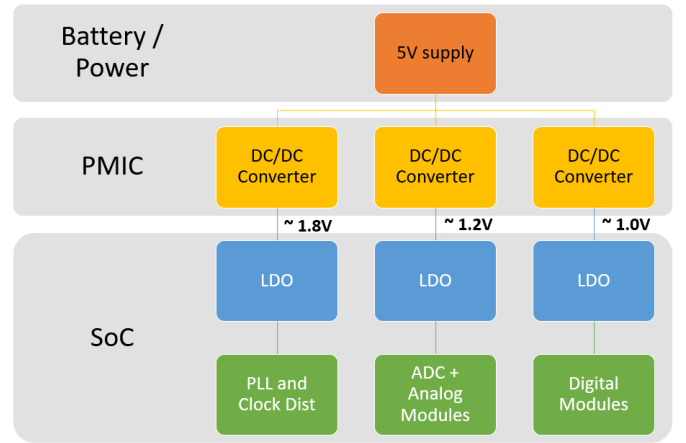 Battery /
Power
5V supply
PMIC
DC/DC
Converter
DC/DC
Converter
DC/DC
Converter
~ 1.8V
~ 1.2V
~ 1.0V
SoC
LDO
LDO
LDO
PLL and
Clock Dist
ADC +
Analog
Modules
Digital
Modules